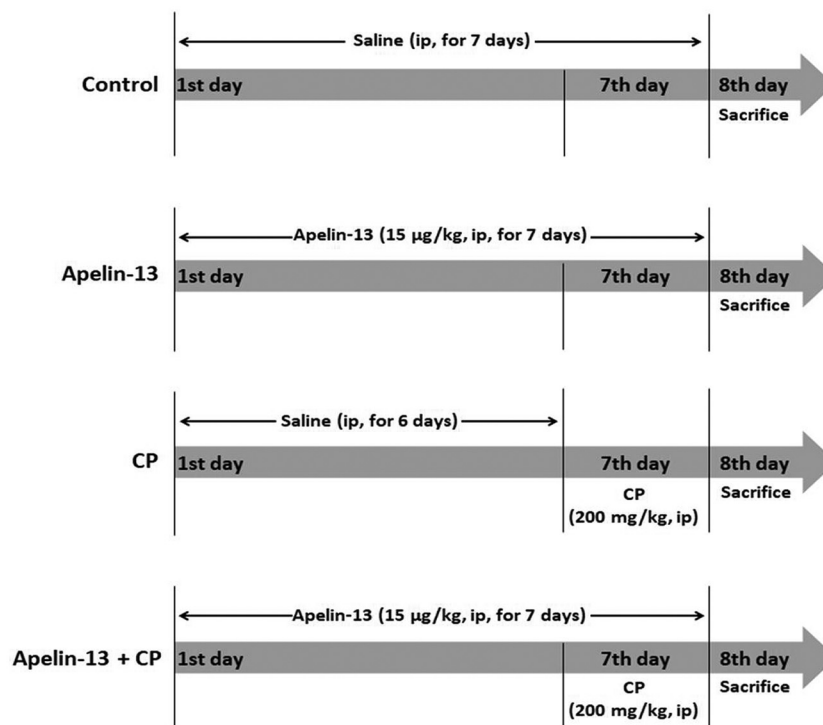 Saline (ip, for 7 days)
Control
1st day
7th day
8th day
Sacrifice
Apelin-13 (15 µg/kg, ip, for 7 days)
Apelin-13
1st day
7th day
8th day
Sacrifice
Saline (ip, for 6 days)
CP
1st day
7th day
8th day
CP
(200 mg/kg, ip)
Sacrifice
Apelin-13 (15 µg/kg, ip, for 7 days)
Apelin-13 + CP
1st day
7th day
8th day
CP
(200 mg/kg, ip)
Sacrifice